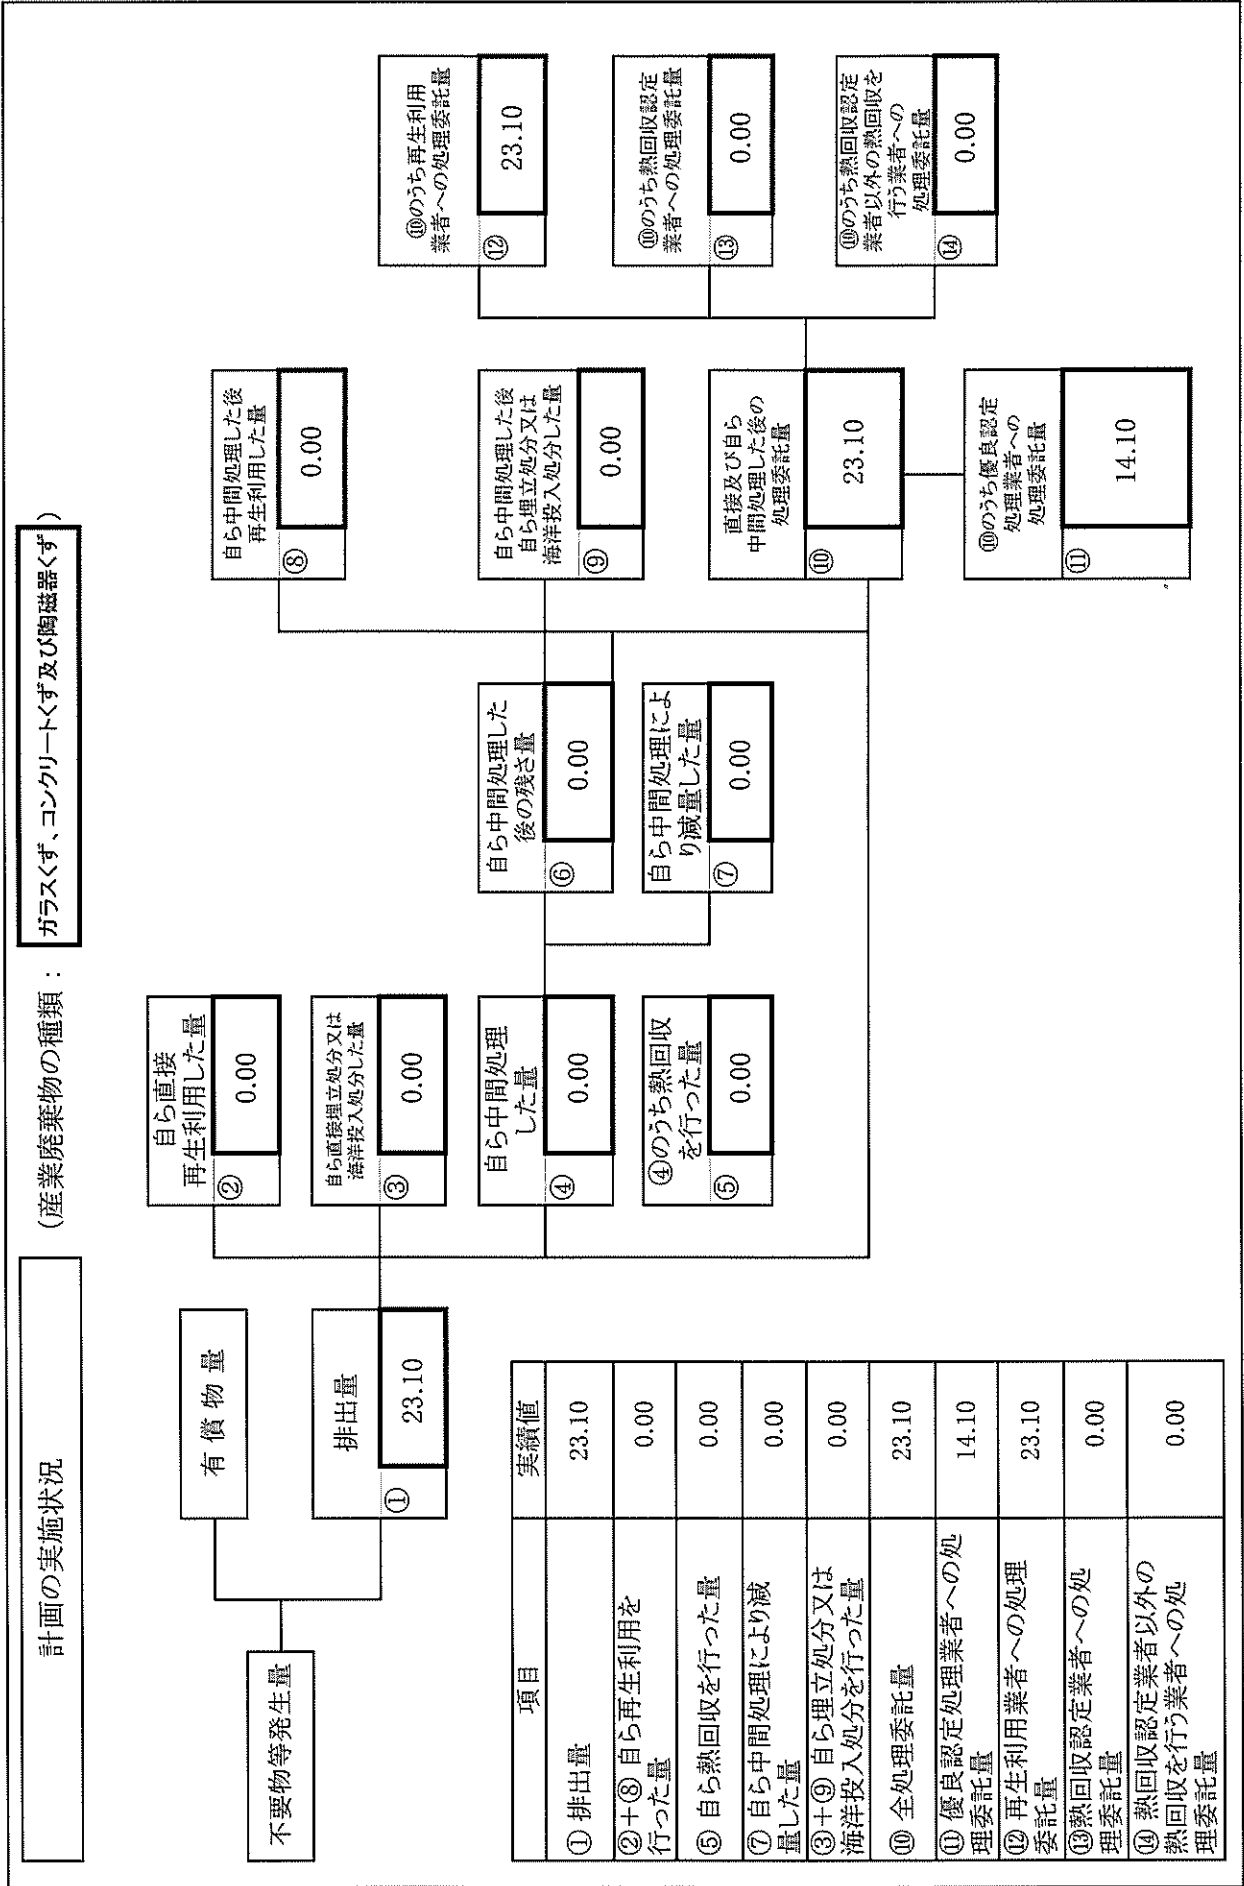 計画の実施状況
(産業廃棄物の種類:
ガラスくず、コンクリートくず及び陶磁器くず
)
不要物等発生量
有 償 物 量
排出量
①
23.10
自ら直接
再生利用した量
②
0.00
自ら直接埋立処分又は
海洋投入処分した量
③
0.00
自ら中間処理
した量
④
0.00
④のうち熱回収
を行った量
⑤
0.00
自ら中間処理した
後の残さ量
⑥
0.00
自ら中間処理によ
り減量した量
⑦
0.00
自ら中間処理した後
再生利用した量
⑧
0.00
自ら中間処理した後
自ら埋立処分又は
海洋投入処分した量
⑨
0.00
直接及び自ら
中間処理した後の
処理委託量
⑩
23.10
⑩のうち優良認定
処理業者への
処理委託量
⑪
14.10
⑩のうち再生利用
業者への処理委託量
⑫
23.10
⑩のうち熱回収認定
業者への処理委託量
⑬
0.00
⑩のうち熱回収認定
業者以外の熱回収を
行う業者への
処理委託量
⑭
0.00
項目
実績値
① 排出量
23.10
②+⑧ 自ら再生利用を
行った量
0.00
⑤ 自ら熱回収を行った量
0.00
⑦ 自ら中間処理により減
量した量
0.00
③+⑨ 自ら埋立処分又は
海洋投入処分を行った量
0.00
⑩ 全処理委託量
23.10
⑪ 優良認定処理業者への処
理委託量
14.10
⑫ 再生利用業者への処理
委託量
23.10
⑬熱回収認定業者への処
理委託量
0.00
⑭ 熱回収認定業者以外の
熱回収を行う業者への処
理委託量
0.00